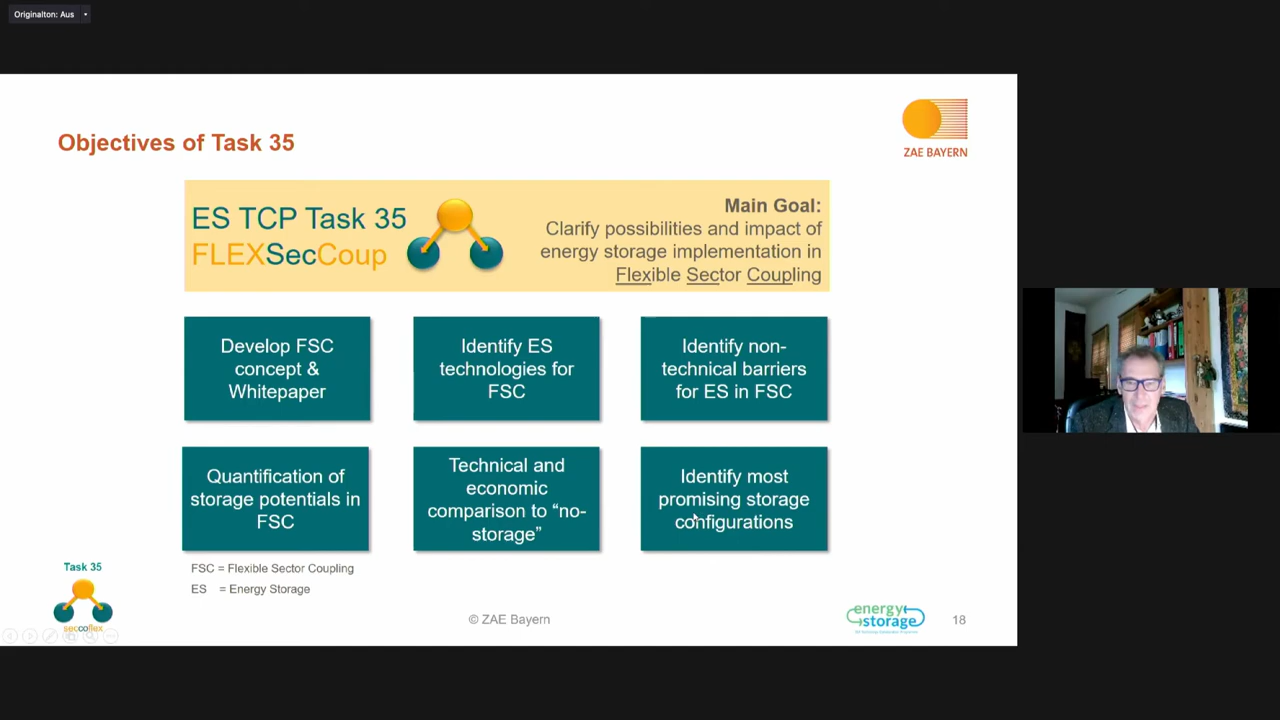 Originalton: Aus
Objectives of Task 35
ZAE BAYERN
ES TCP Task 35
FLEXSecCoup
Main Goal:
Clarify possibilities and impact of
energy storage implementation in
Flexible Sector Coupling
Develop FSC
concept &
Whitepaper
Identify ES
technologies for
FSC
Identify non-
technical barriers
for ES in FSC
Quantification of
storage potentials in
FSC
Technical and
economic
comparison to “no-
storage”
Identify most
promising storage
configurations
FSC = Flexible Sector Coupling
ES = Energy Storage
Task 35
seccoflex
© ZAE Bayern
energy
storage
18